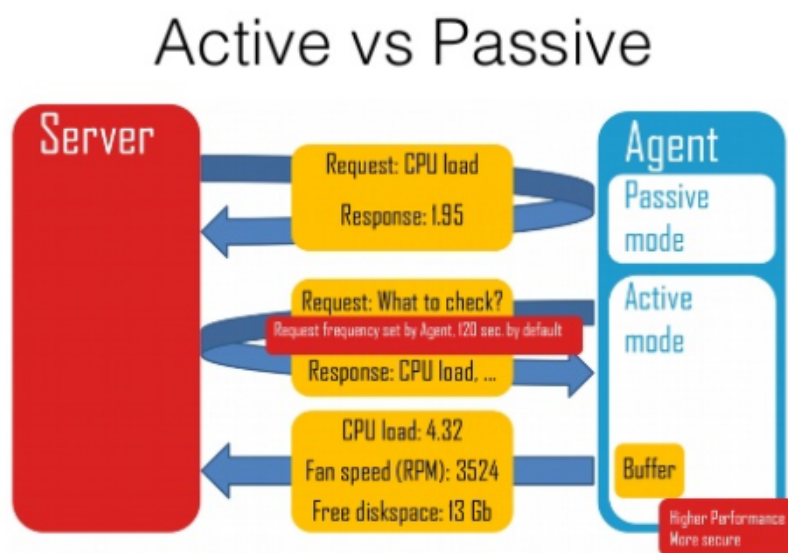 Active vs Passive
Server
Request: CPU load
Response: 1.95
Agent
Passive
mode
Request: What to check?
Request frequency set by Agent, 120 sec. by default
Response: CPU load, ...
Active
mode
CPU load: 4.32
Fan speed (RPM): 3524
Free diskspace: 13 Gb
Buffer
Higher Performance
More secure